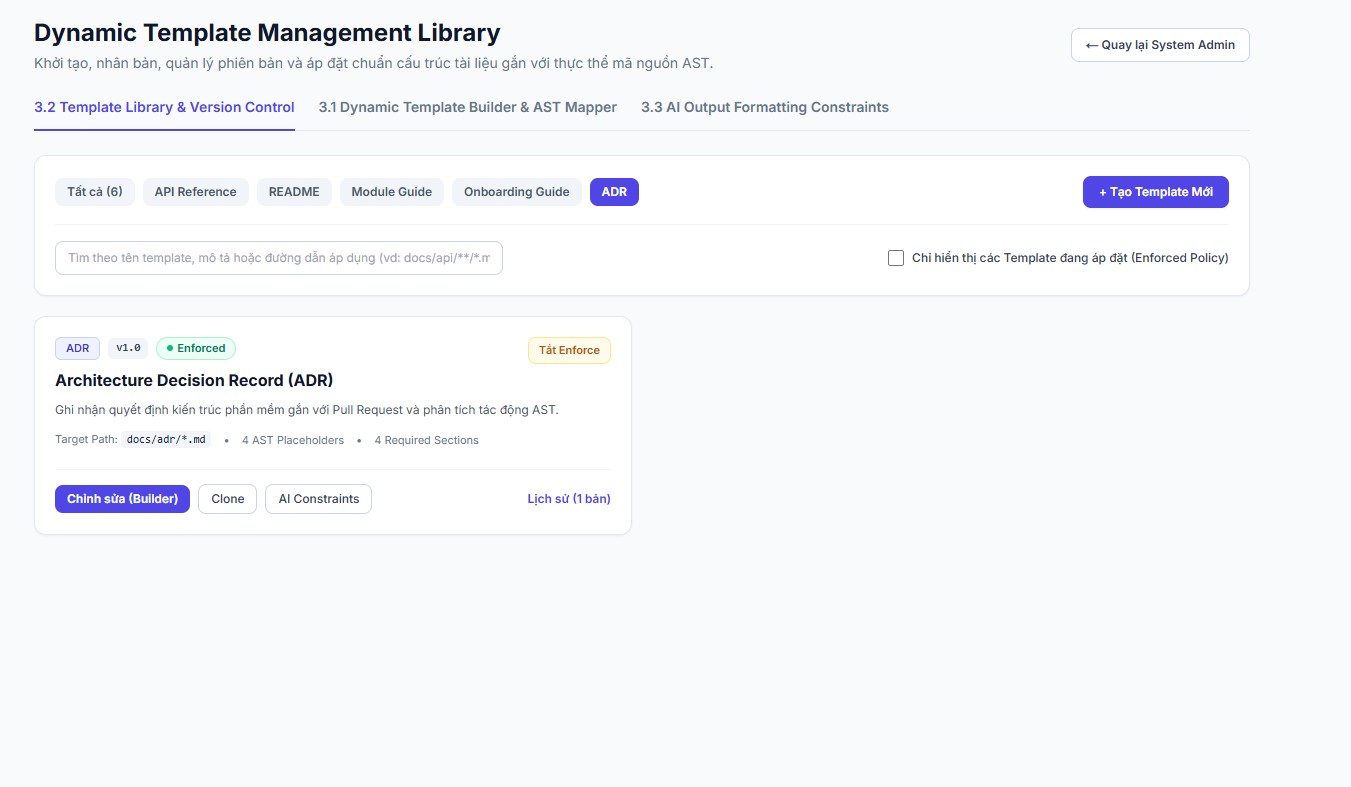 Dynamic Template Management Library
Khởi tạo, nhân bản, quản lý phiên bản và áp đặt chuẩn cấu trúc tài liệu gắn với thực thể mã nguồn AST.
← Quay lại System Admin
3.2 Template Library & Version Control
3.1 Dynamic Template Builder & AST Mapper
3.3 AI Output Formatting Constraints
Tất cả (6)
API Reference
README
Module Guide
Onboarding Guide
ADR
+ Tạo Template Mới
Tìm theo tên template, mô tả hoặc đường dẫn áp dụng (vd: docs/api/**/*.m
Chỉ hiển thị các Template đang áp đặt (Enforced Policy)
ADR
v1.0
● Enforced
Tắt Enforce
Architecture Decision Record (ADR)
Ghi nhận quyết định kiến trúc phần mềm gắn với Pull Request và phân tích tác động AST.
Target Path: docs/adr/*.md • 4 AST Placeholders • 4 Required Sections
Chỉnh sửa (Builder)
Clone
AI Constraints
Lịch sử (1 bản)